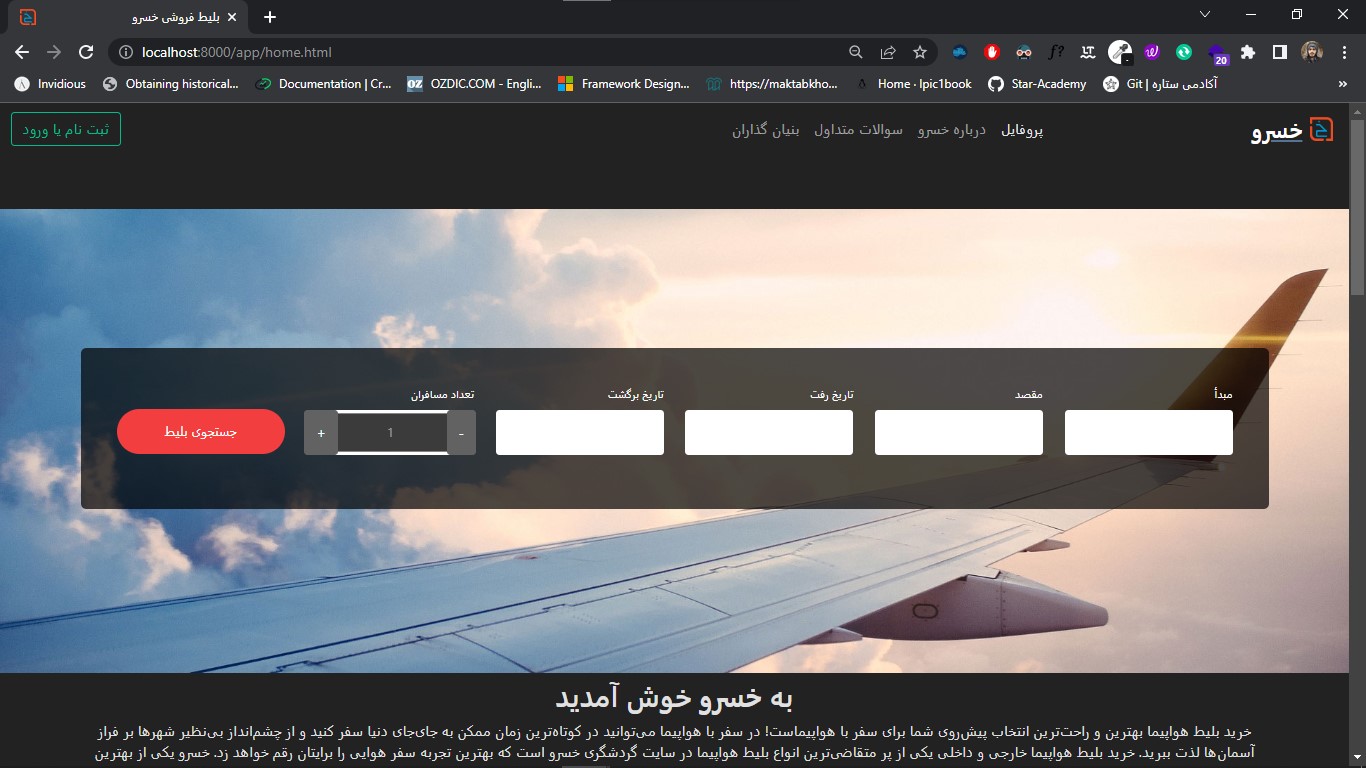 بلیط فروشی خسرو
localhost:8000/app/home.html
20
Invidious
Obtaining historical...
Documentation | Cr...
OZDIC.COM - Engli...
Framework Design...
https://maktabkho...
Home · lpic1book
Star-Academy
Git | آکادمی ستاره
خسرو
پروفایل
درباره خسرو
سوالات متداول
بنیان گذاران
ثبت نام یا ورود
مبدأ
مقصد
تاریخ رفت
تاریخ برگشت
تعداد مسافران
- 1 +
جستجوی بلیط
به خسرو خوش آمدید
خرید بلیط هواپیما بهترین و راحت‌ترین انتخاب پیش‌روی شما برای سفر با هواپیماست! در سفر با هواپیما می‌توانید در کوتاه‌ترین زمان ممکن به جای‌جای دنیا سفر کنید و از چشم‌انداز بی‌نظیر شهرها بر فراز
آسمان‌ها لذت ببرید. خرید بلیط هواپیما خارجی و داخلی یکی از پر متقاضی‌ترین انواع بلیط هواپیما در سایت گردشگری خسرو است که بهترین تجربه سفر هوایی را برایتان رقم خواهد زد. خسرو یکی از بهترین